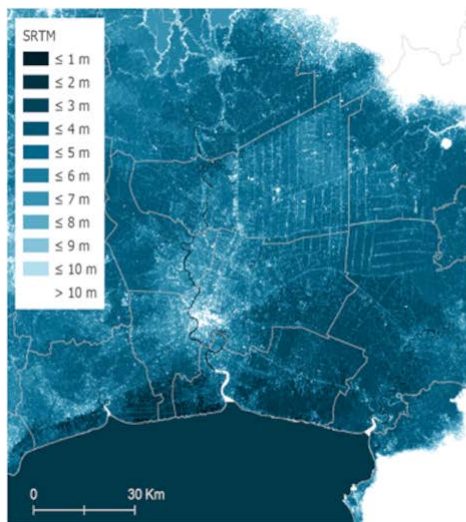 SRTM
≤ 1 m
≤ 2 m
≤ 3 m
≤ 4 m
≤ 5 m
≤ 6 m
≤ 7 m
≤ 8 m
≤ 9 m
≤ 10 m
> 10 m
0 30 Km